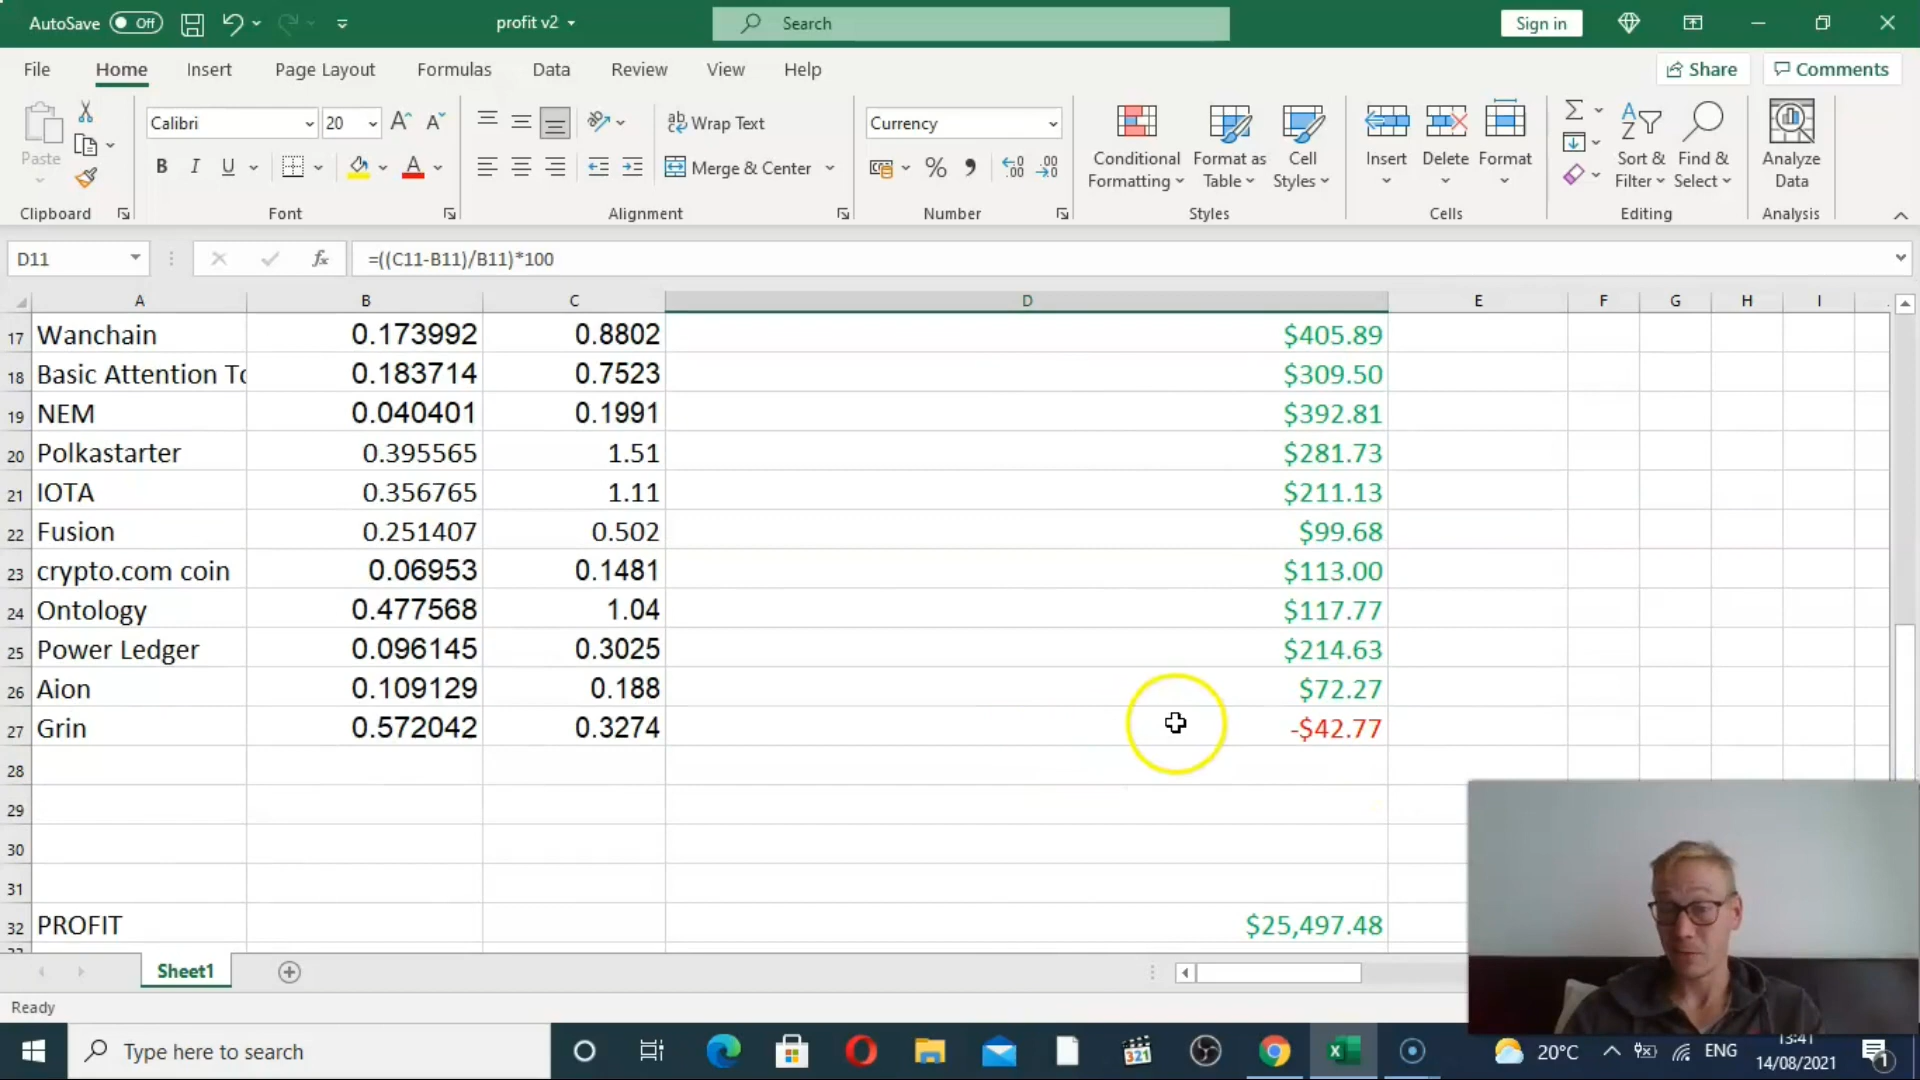 AutoSave Off profit v2 Search Sign in
File Home Insert Page Layout Formulas Data Review View Help Share Comments
Paste Calibri 20 Wrap Text Currency Conditional Formatting Format as Table Cell Styles Insert Delete Format Sort & Filter Find & Select Analyze Data
B I U Merge & Center % 9
Clipboard Font Alignment Number Styles Cells Editing Analysis
D11 fx =((C11-B11)/B11)*100
A B C D E F G H I
17 Wanchain 0.173992 0.8802 $405.89
18 Basic Attention To 0.183714 0.7523 $309.50
19 NEM 0.040401 0.1991 $392.81
20 Polkastarter 0.395565 1.51 $281.73
21 IOTA 0.356765 1.11 $211.13
22 Fusion 0.251407 0.502 $99.68
23 crypto.com coin 0.06953 0.1481 $113.00
24 Ontology 0.477568 1.04 $117.77
25 Power Ledger 0.096145 0.3025 $214.63
26 Aion 0.109129 0.188 $72.27
27 Grin 0.572042 0.3274 -$42.77
28
29
30
31
32 PROFIT $25,497.48
Sheet1
Ready
Type here to search 321 20°C ENG 13:41
14/08/2021 1